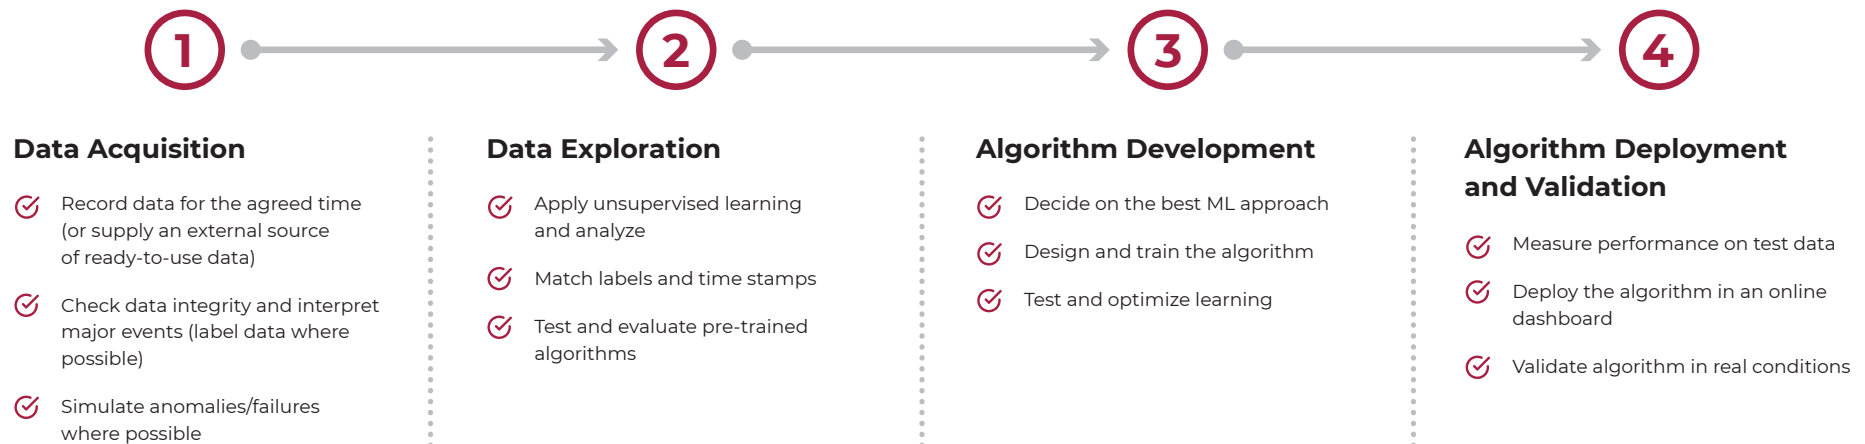 1
2
3
4
Data Acquisition
Record data for the agreed time
(or supply an external source
of ready-to-use data)
Check data integrity and interpret
major events (label data where
possible)
Simulate anomalies/failures
where possible
Data Exploration
Apply unsupervised learning
and analyze
Match labels and time stamps
Test and evaluate pre-trained
algorithms
Algorithm Development
Decide on the best ML approach
Design and train the algorithm
Test and optimize learning
Algorithm Deployment
and Validation
Measure performance on test data
Deploy the algorithm in an online
dashboard
Validate algorithm in real conditions